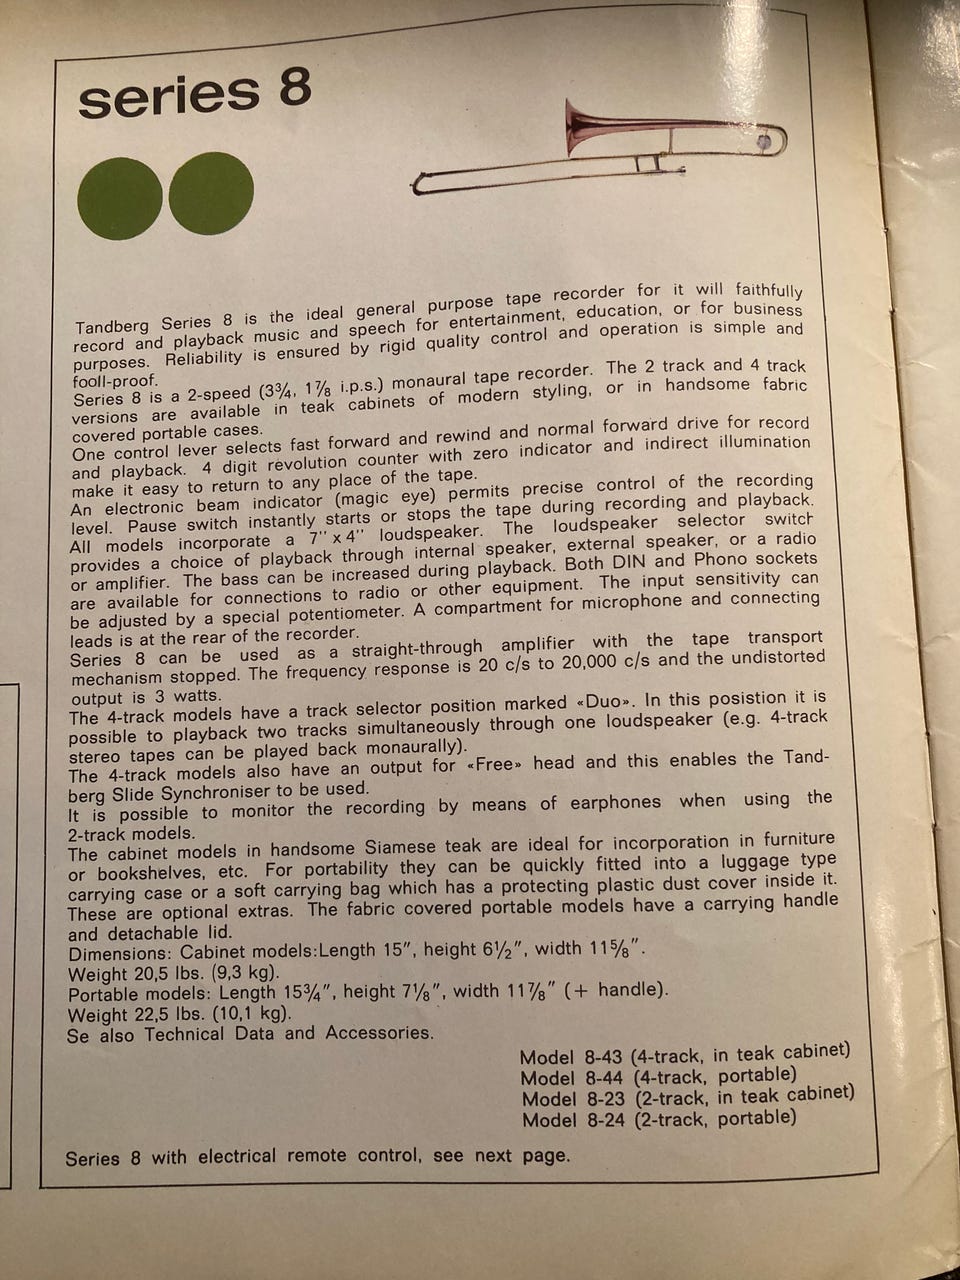 series 8
Tandberg Series 8 is the ideal general purpose tape recorder for it will faithfully
record and playback music and speech for entertainment, education, or for business
purposes. Reliability is ensured by rigid quality control and operation is simple and
fooll-proof.
Series 8 is a 2-speed (3¾, 1⅞ i.p.s.) monaural tape recorder. The 2 track and 4 track
versions are available in teak cabinets of modern styling, or in handsome fabric
covered portable cases.
One control lever selects fast forward and rewind and normal forward drive for record
and playback. 4 digit revolution counter with zero indicator and indirect illumination
make it easy to return to any place of the tape.
An electronic beam indicator (magic eye) permits precise control of the recording
level. Pause switch instantly starts or stops the tape during recording and playback.
All models incorporate a 7'' x 4'' loudspeaker. The loudspeaker selector switch
provides a choice of playback through internal speaker, external speaker, or a radio
or amplifier. The bass can be increased during playback. Both DIN and Phono sockets
are available for connections to radio or other equipment. The input sensitivity can
be adjusted by a special potentiometer. A compartment for microphone and connecting
leads is at the rear of the recorder.
Series 8 can be used as a straight-through amplifier with the tape transport
mechanism stopped. The frequency response is 20 c/s to 20,000 c/s and the undistorted
output is 3 watts.
The 4-track models have a track selector position marked «Duo». In this posistion it is
possible to playback two tracks simultaneously through one loudspeaker (e.g. 4-track
stereo tapes can be played back monaurally).
The 4-track models also have an output for «Free» head and this enables the Tand-
berg Slide Synchroniser to be used.
It is possible to monitor the recording by means of earphones when using the
2-track models.
The cabinet models in handsome Siamese teak are ideal for incorporation in furniture
or bookshelves, etc. For portability they can be quickly fitted into a luggage type
carrying case or a soft carrying bag which has a protecting plastic dust cover inside it.
These are optional extras. The fabric covered portable models have a carrying handle
and detachable lid.
Dimensions: Cabinet models:Length 15", height 6½", width 11⅝".
Weight 20,5 lbs. (9,3 kg).
Portable models: Length 15¾", height 7⅛", width 11⅞" (+ handle).
Weight 22,5 lbs. (10,1 kg).
Se also Technical Data and Accessories.
Model 8-43 (4-track, in teak cabinet)
Model 8-44 (4-track, portable)
Model 8-23 (2-track, in teak cabinet)
Model 8-24 (2-track, portable)
Series 8 with electrical remote control, see next page.